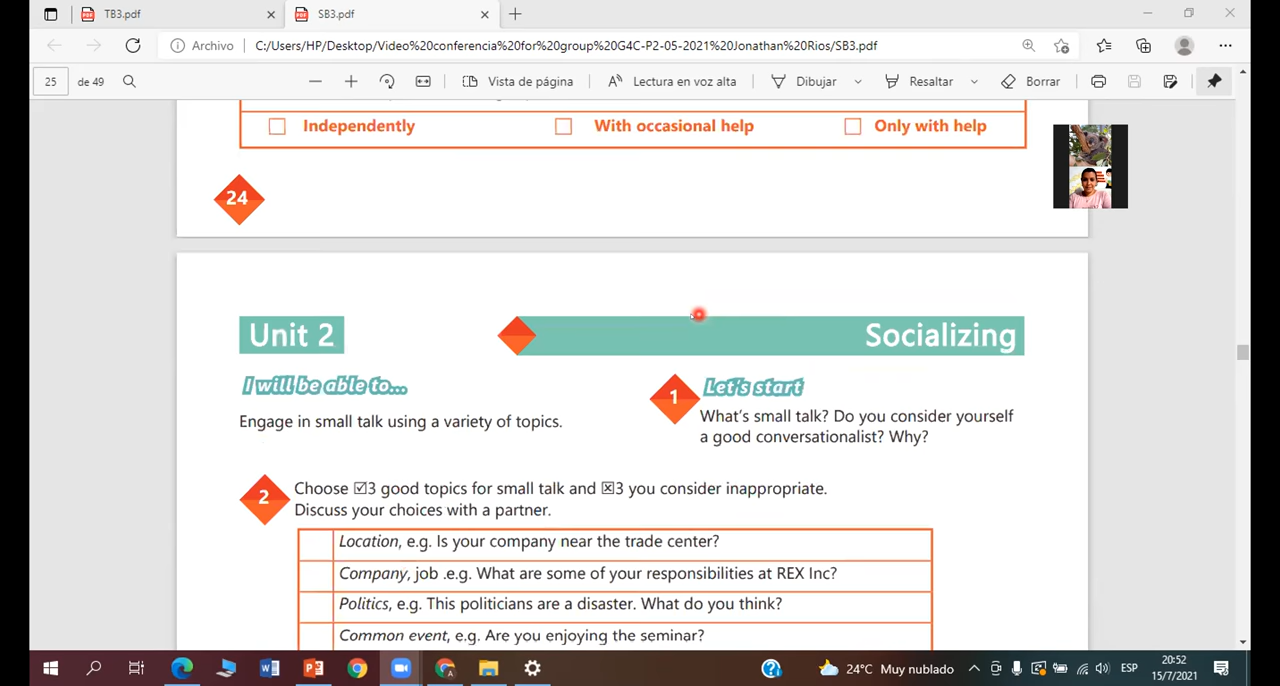 TB3.pdf
SB3.pdf
Archivo
C:/Users/HP/Desktop/Video%20conferencia%20for%20group%20G4C-P2-05-2021%20Jonathan%20Rios/SB3.pdf
25 de 49
Vista de página
Lectura en voz alta
Dibujar
Resaltar
Borrar
Independently
With occasional help
Only with help
24
Unit 2
Socializing
I will be able to...
Engage in small talk using a variety of topics.
1
Let's start
What's small talk? Do you consider yourself
a good conversationalist? Why?
2
Choose ☑3 good topics for small talk and ☒3 you consider inappropriate.
Discuss your choices with a partner.
Location, e.g. Is your company near the trade center?
Company, job .e.g. What are some of your responsibilities at REX Inc?
Politics, e.g. This politicians are a disaster. What do you think?
Common event, e.g. Are you enjoying the seminar?
24°C Muy nublado
ESP
20:52
15/7/2021